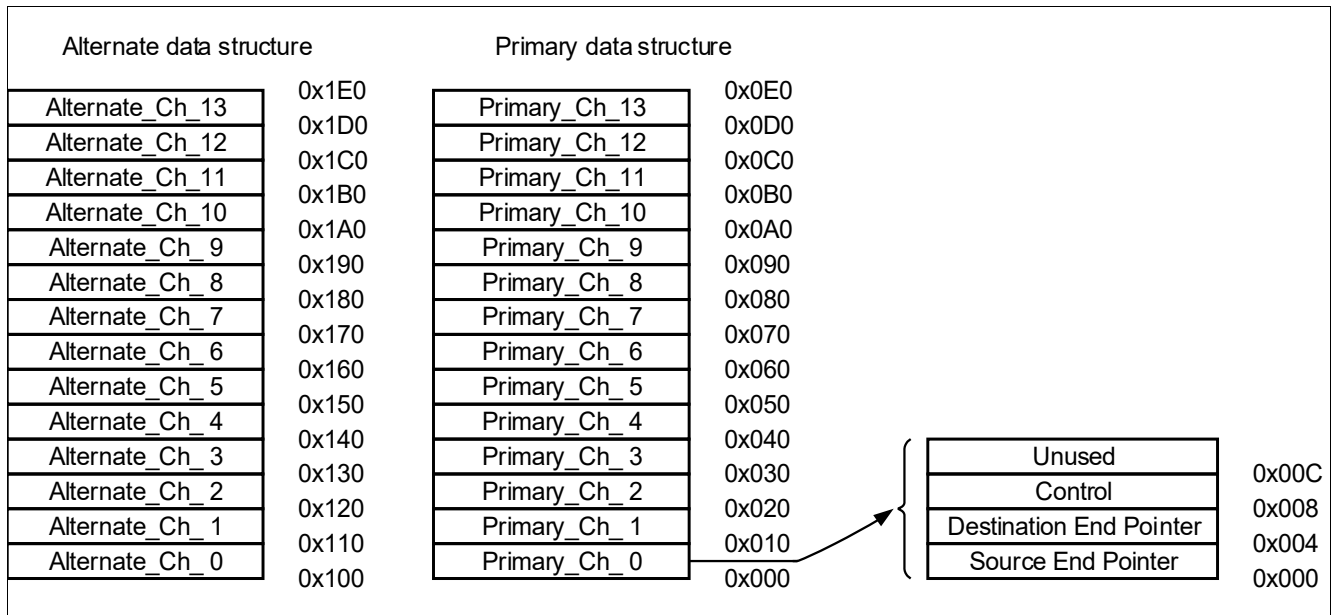 Alternate data structure
Primary data structure
0x1E0
Alternate_Ch_13
0x1D0
Alternate_Ch_12
0x1C0
Alternate_Ch_11
0x1B0
Alternate_Ch_10
0x1A0
Alternate_Ch_ 9
0x190
Alternate_Ch_ 8
0x180
Alternate_Ch_ 7
0x170
Alternate_Ch_ 6
0x160
Alternate_Ch_ 5
0x150
Alternate_Ch_ 4
0x140
Alternate_Ch_ 3
0x130
Alternate_Ch_ 2
0x120
Alternate_Ch_ 1
0x110
Alternate_Ch_ 0
0x100
0x0E0
Primary_Ch_13
0x0D0
Primary_Ch_12
0x0C0
Primary_Ch_11
0x0B0
Primary_Ch_10
0x0A0
Primary_Ch_ 9
0x090
Primary_Ch_ 8
0x080
Primary_Ch_ 7
0x070
Primary_Ch_ 6
0x060
Primary_Ch_ 5
0x050
Primary_Ch_ 4
0x040
Primary_Ch_ 3
0x030
Primary_Ch_ 2
0x020
Primary_Ch_ 1
0x010
Primary_Ch_ 0
0x000
Unused
0x00C
Control
0x008
Destination End Pointer
0x004
Source End Pointer
0x000